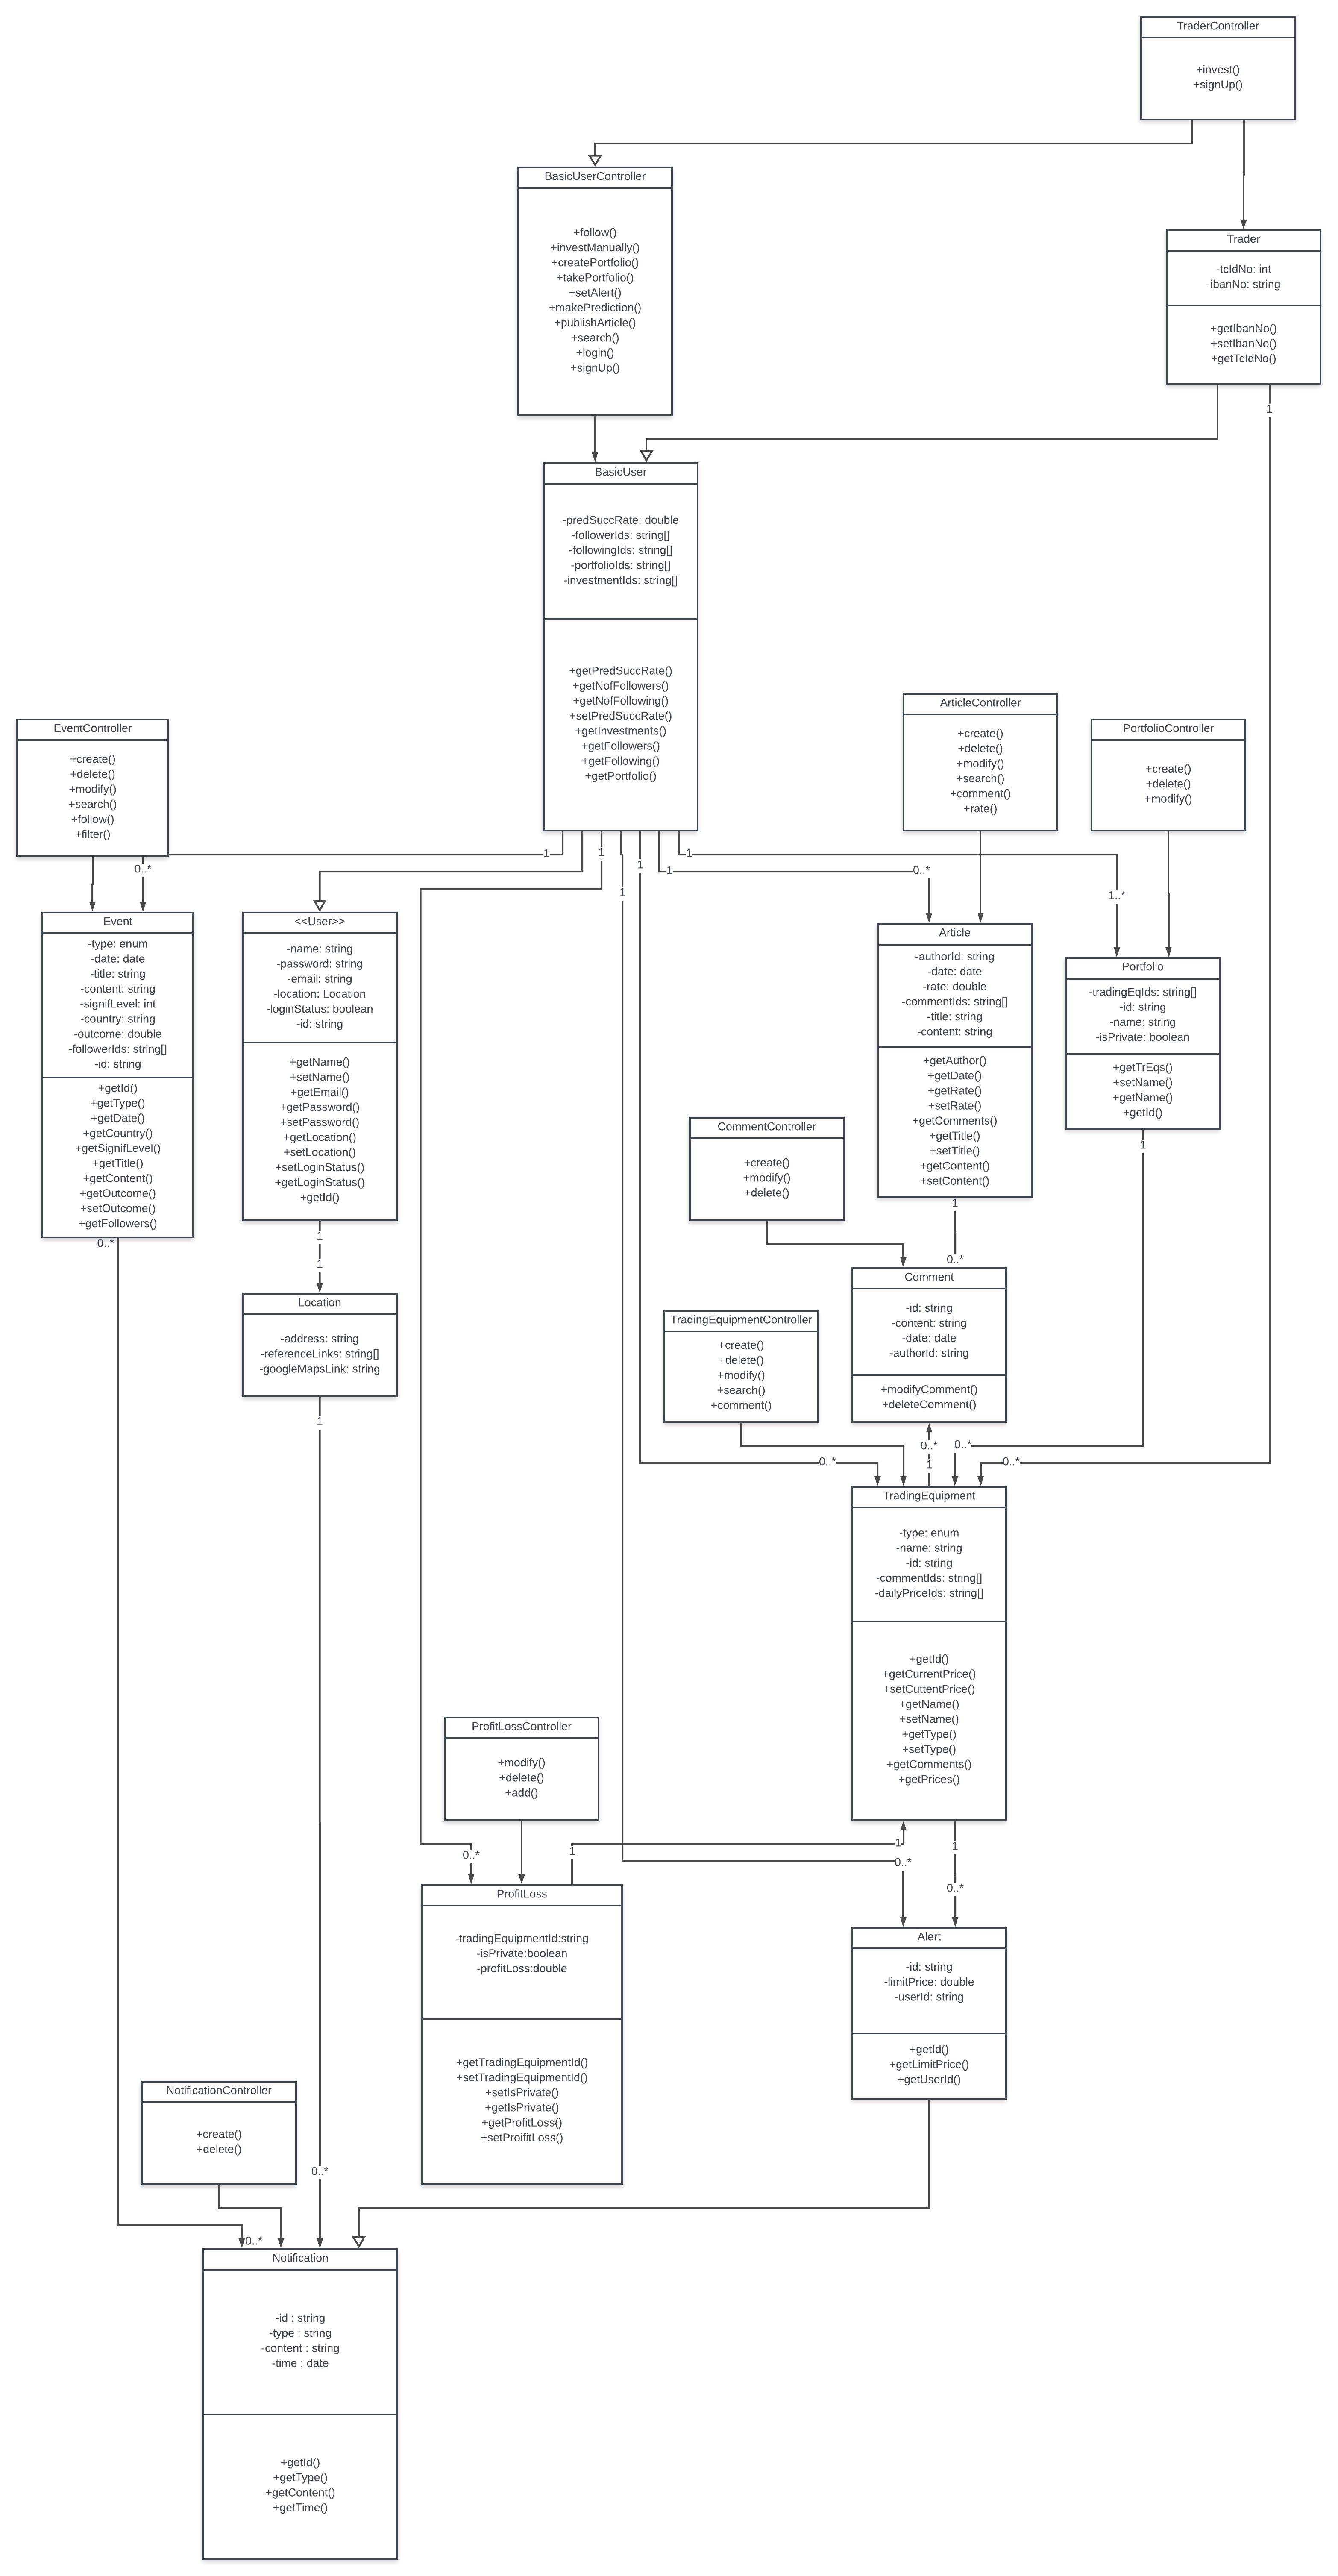 TraderController
+invest()
+signUp()
BasicUserController
+follow()
+investManually()
+createPortfolio()
+takePortfolio()
+setAlert()
+makePrediction()
+publishArticle()
+search()
+login()
+signUp()
Trader
-tcIdNo: int
-ibanNo: string
+getIbanNo()
+setIbanNo()
+getTcIdNo()
1
BasicUser
-predSuccRate: double
-followerIds: string[]
-followingIds: string[]
-portfolioIds: string[]
-investmentIds: string[]
+getPredSuccRate()
+getNofFollowers()
+getNofFollowing()
+setPredSuccRate()
+getInvestments()
+getFollowers()
+getFollowing()
+getPortfolio()
EventController
+create()
+delete()
+modify()
+search()
+follow()
+filter()
ArticleController
+create()
+delete()
+modify()
+search()
+comment()
+rate()
PortfolioController
+create()
+delete()
+modify()
0..*
1
1
1
1
1
1
0..*
1..*
Event
-type: enum
-date: date
-title: string
-content: string
-signifLevel: int
-country: string
-outcome: double
-followerIds: string[]
-id: string
+getId()
+getType()
+getDate()
+getCountry()
+getSignifLevel()
+getTitle()
+getContent()
+getOutcome()
+setOutcome()
+getFollowers()
0..*
<<User>>
-name: string
-password: string
-email: string
-location: Location
-loginStatus: boolean
-id: string
+getName()
+setName()
+getEmail()
+getPassword()
+setPassword()
+getLocation()
+setLocation()
+setLoginStatus()
+getLoginStatus()
+getId()
1
1
Article
-authorId: string
-date: date
-rate: double
-commentIds: string[]
-title: string
-content: string
+getAuthor()
+getDate()
+getRate()
+setRate()
+getComments()
+getTitle()
+setTitle()
+getContent()
+setContent()
1
0..*
Portfolio
-tradingEqIds: string[]
-id: string
-name: string
-isPrivate: boolean
+getTrEqs()
+setName()
+getName()
+getId()
1
CommentController
+create()
+modify()
+delete()
Location
-address: string
-referenceLinks: string[]
-googleMapsLink: string
1
Comment
-id: string
-content: string
-date: date
-authorId: string
+modifyComment()
+deleteComment()
TradingEquipmentController
+create()
+delete()
+modify()
+search()
+comment()
0..*
0..*
0..*
1
0..*
TradingEquipment
-type: enum
-name: string
-id: string
-commentIds: string[]
-dailyPriceIds: string[]
+getId()
+getCurrentPrice()
+setCuttentPrice()
+getName()
+setName()
+getType()
+setType()
+getComments()
+getPrices()
ProfitLossController
+modify()
+delete()
+add()
0..*
1
1
0..*
1
0..*
ProfitLoss
-tradingEquipmentId:string
-isPrivate:boolean
-profitLoss:double
+getTradingEquipmentId()
+setTradingEquipmentId()
+setIsPrivate()
+getIsPrivate()
+getProfitLoss()
+setProifitLoss()
Alert
-id: string
-limitPrice: double
-userId: string
+getId()
+getLimitPrice()
+getUserId()
NotificationController
+create()
+delete()
0..*
0..*
Notification
-id : string
-type : string
-content : string
-time : date
+getId()
+getType()
+getContent()
+getTime()